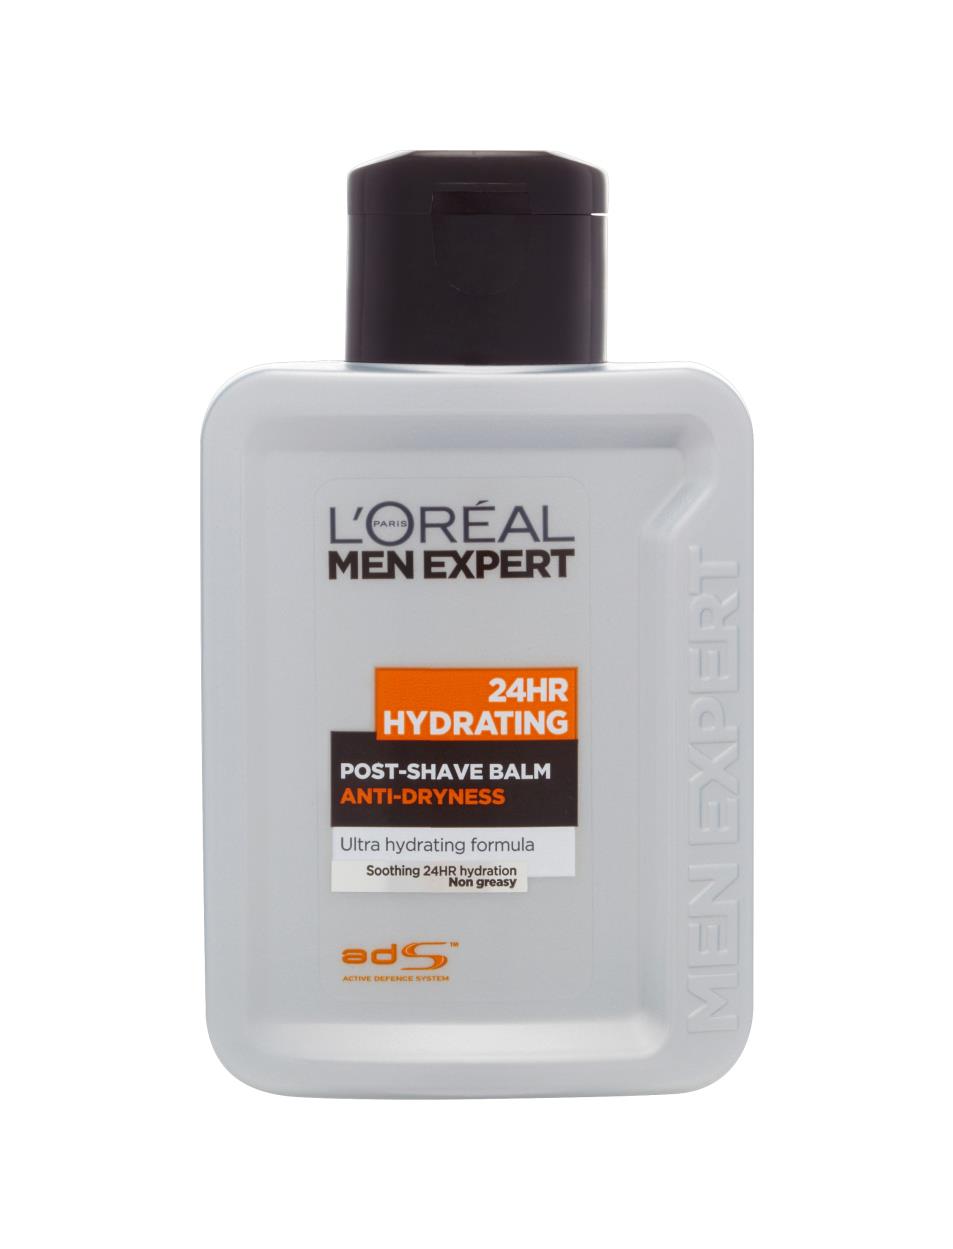 L'ORÉAL
PARIS
MEN EXPERT
24HR
HYDRATING
POST-SHAVE BALM
ANTI-DRYNESS
Ultra hydrating formula
Soothing 24HR hydration
Non greasy
adS™
ACTIVE DEFENCE SYSTEM
MEN EXPERT